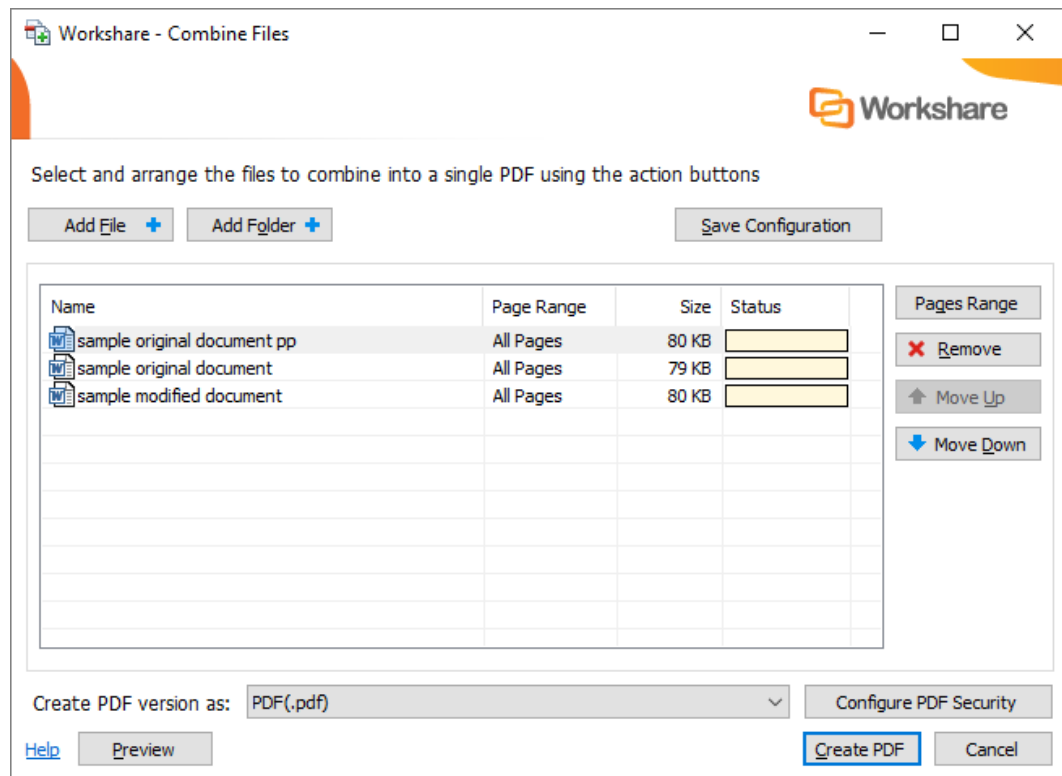 Workshare - Combine Files
Workshare
Select and arrange the files to combine into a single PDF using the action buttons
Add File Add Folder Save Configuration
Name Page Range Size Status Pages Range
sample original document pp All Pages 80 KB Remove
sample original document All Pages 79 KB
sample modified document All Pages 80 KB Move Up
Move Down
Create PDF version as: PDF(.pdf) Configure PDF Security
Help Preview Create PDF Cancel